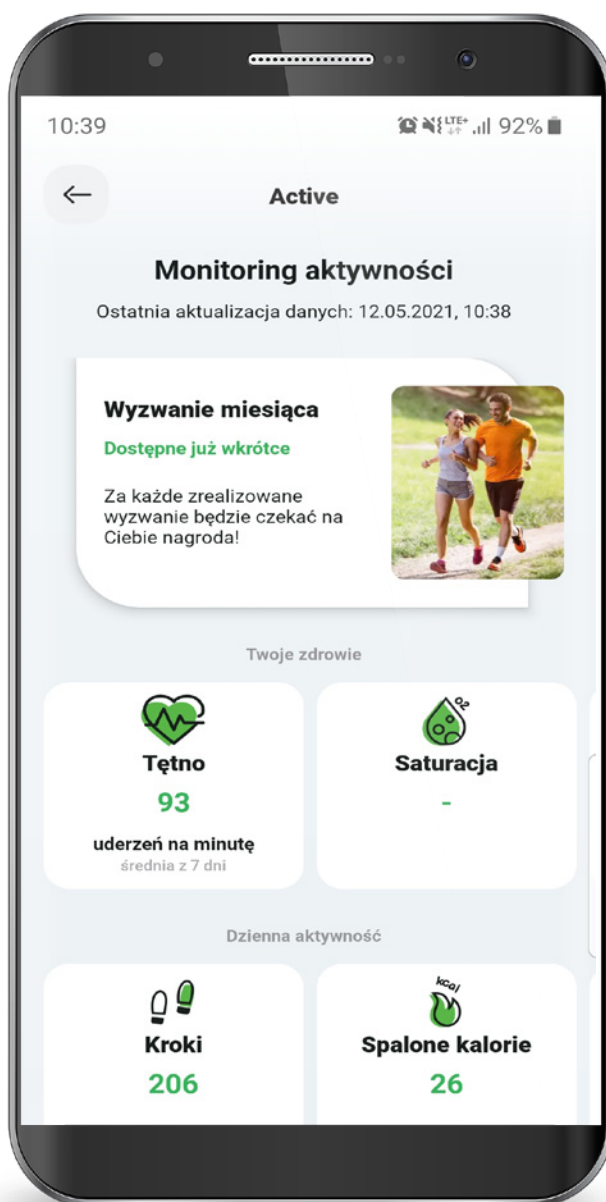 10:39
LTE+ 92%
Active
Monitoring aktywności
Ostatnia aktualizacja danych: 12.05.2021, 10:38
Wyzwanie miesiąca
Dostępne już wkrótce
Za każde zrealizowane
wyzwanie będzie czekać na
Ciebie nagroda!
Twoje zdrowie
Tętno
93
uderzeń na minutę
średnia z 7 dni
O2
Saturacja
-
Dzienna aktywność
Kroki
206
kcal
Spalone kalorie
26